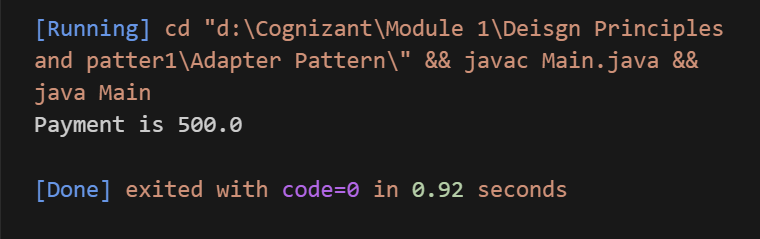 [Running] cd "d:\Cognizant\Module 1\Deisgn Principles
and patter1\Adapter Pattern\" && javac Main.java &&
java Main
Payment is 500.0
[Done] exited with code=0 in 0.92 seconds